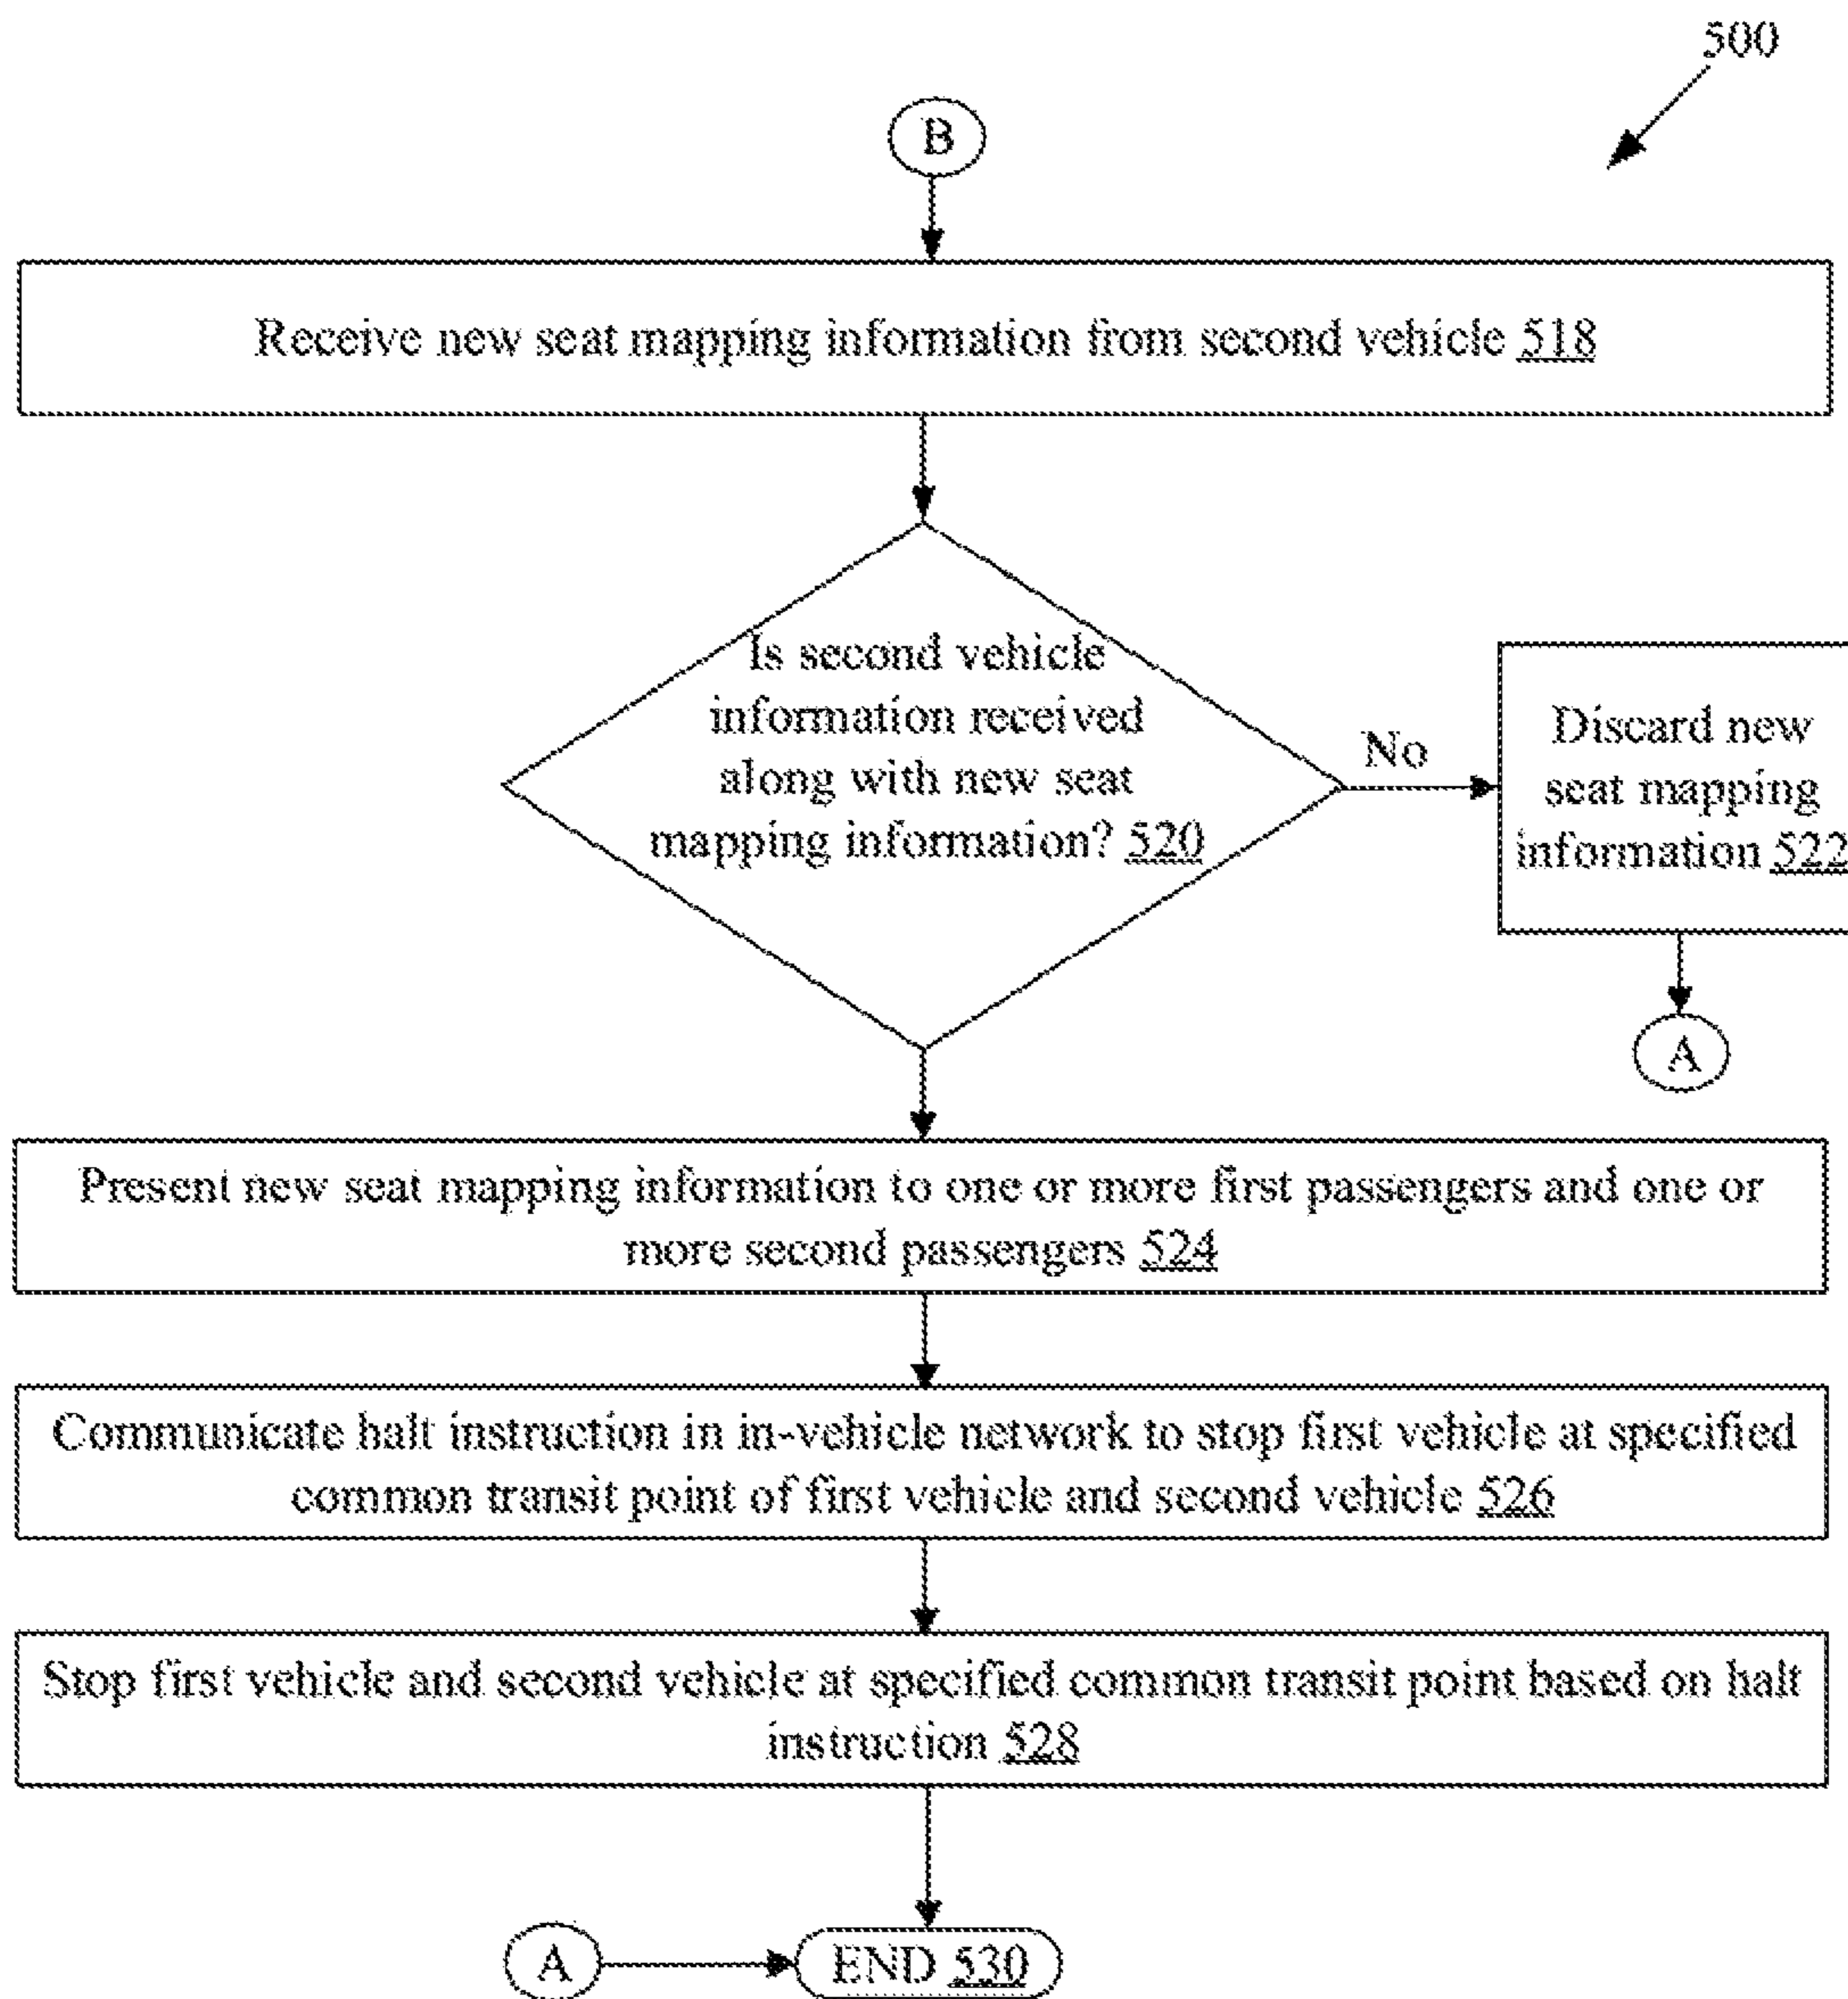 500
B
Receive new seat mapping information from second vehicle 518
Is second vehicle
information received
along with new seat
mapping information? 520
No
Discard new
seat mapping
information 522
A
Present new seat mapping information to one or more first passengers and one or
more second passengers 524
Communicate halt instruction in in-vehicle network to stop first vehicle at specified
common transit point of first vehicle and second vehicle 526
Stop first vehicle and second vehicle at specified common transit point based on halt
instruction 528
A
END 530